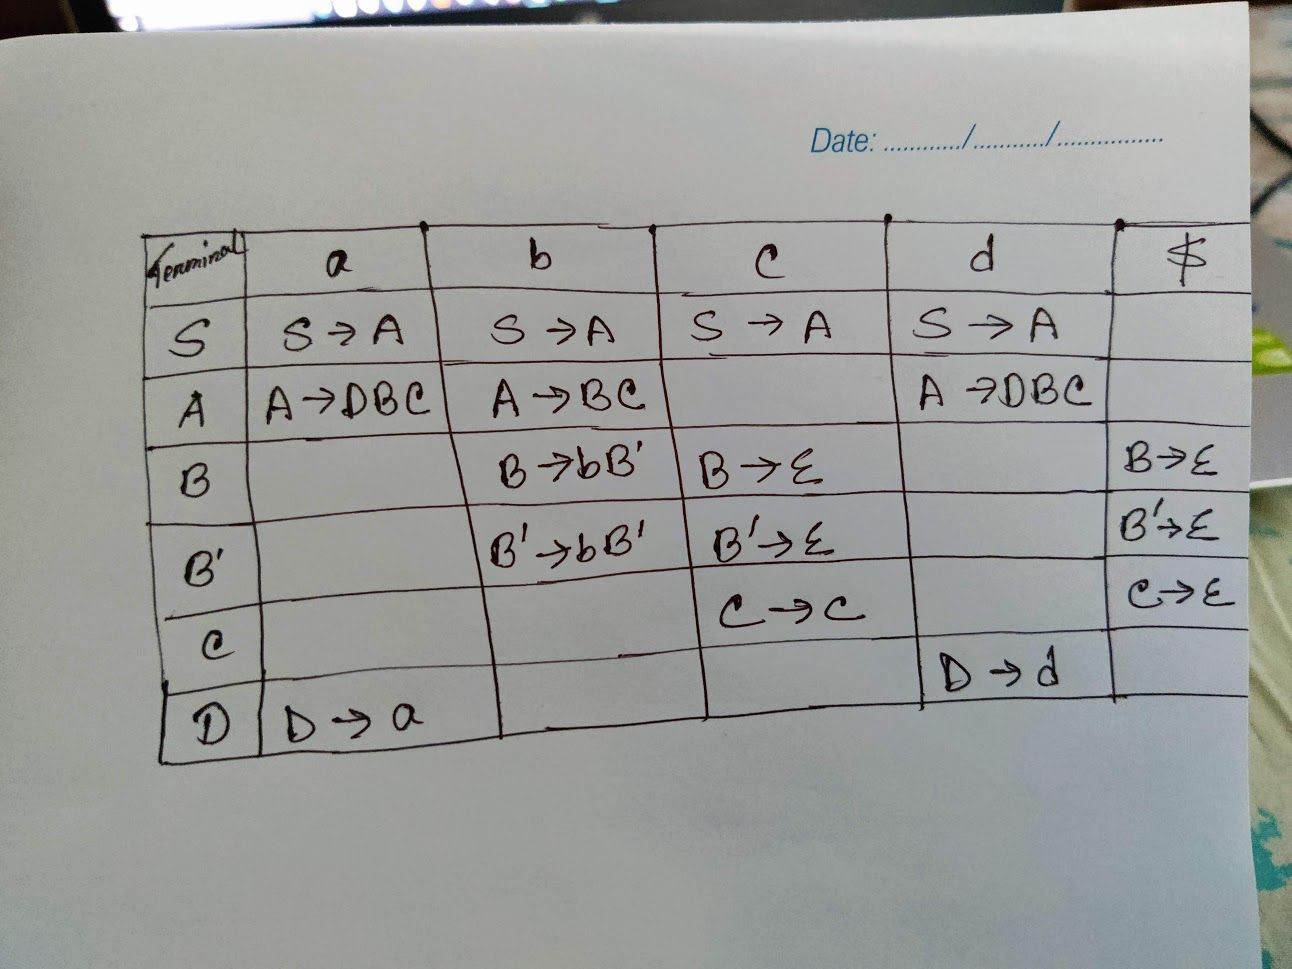 Date: ............/............/................
Terminal a b c d $
S S → A S → A S → A S → A
A A → DBC A → BC A → DBC
B B → bB' B → ε B → ε
B' B' → bB' B' → ε B' → ε
C C → c C → ε
D D → a D → d